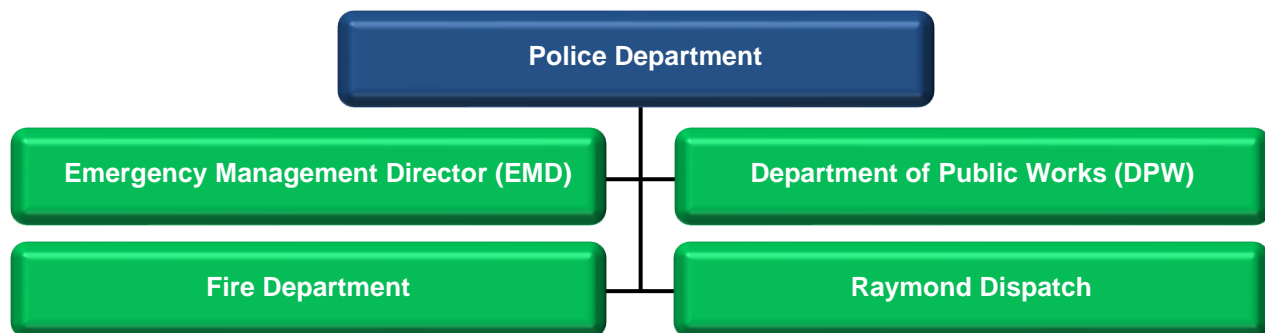 Police Department
Emergency Management Director (EMD)
Department of Public Works (DPW)
Fire Department
Raymond Dispatch